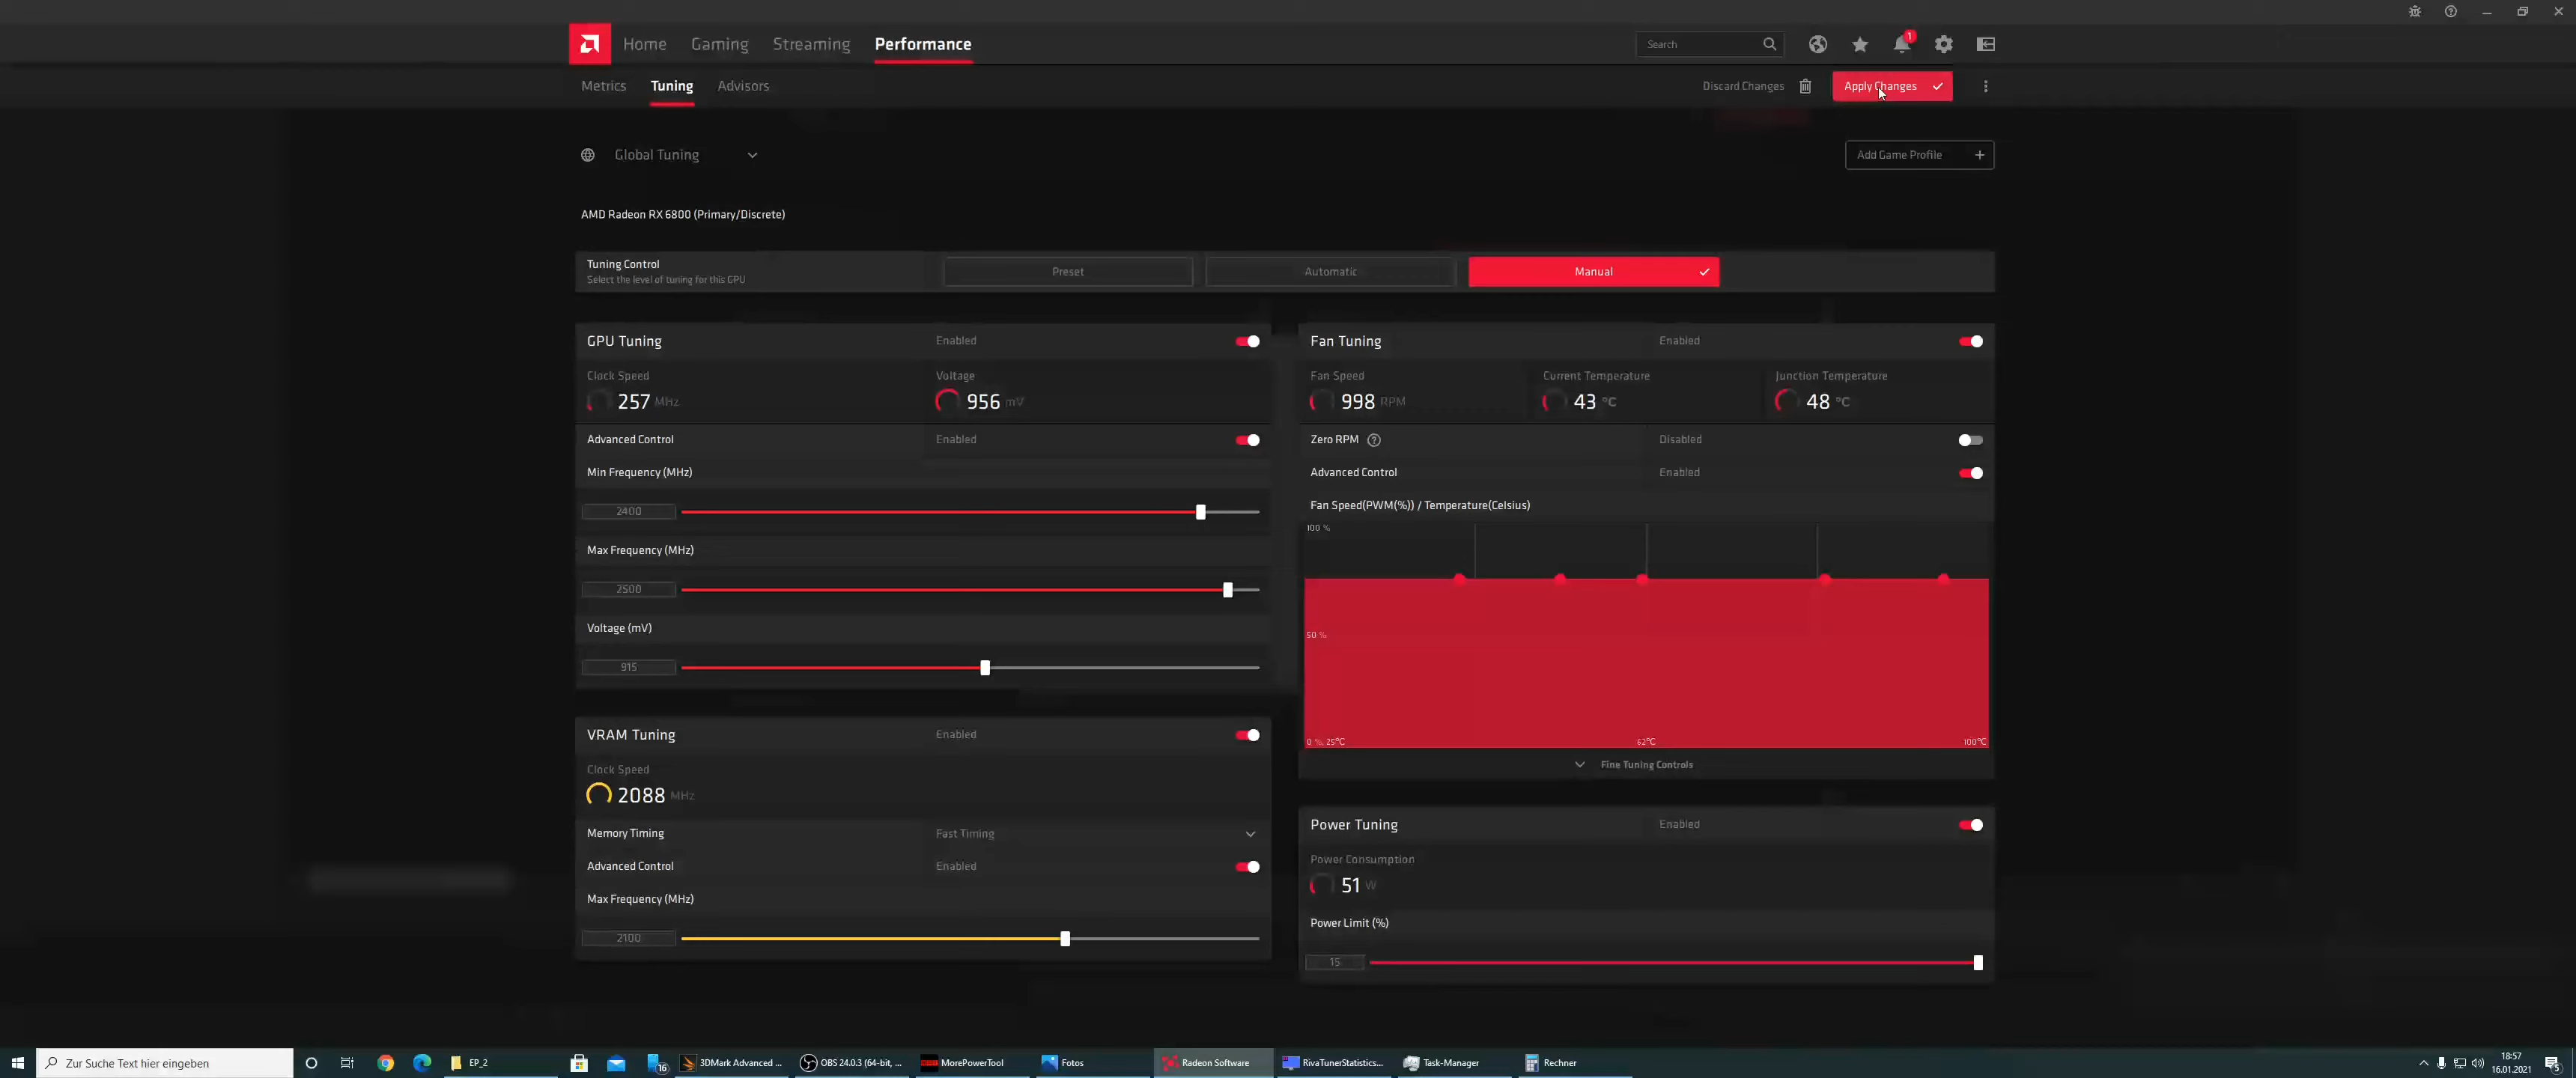 Home Gaming Streaming Performance Search 1
Metrics Tuning Advisors Discard Changes Apply Changes
Global Tuning Add Game Profile
AMD Radeon RX 6800 (Primary/Discrete)
Tuning Control
Select the level of tuning for this GPU
Preset Automatic Manual
GPU Tuning Enabled
Clock Speed Voltage
257 MHz 956 mV
Advanced Control Enabled
Min Frequency (MHz)
2400
Max Frequency (MHz)
2500
Voltage (mV)
915
VRAM Tuning Enabled
Clock Speed
2088 MHz
Memory Timing Fast Timing
Advanced Control Enabled
Max Frequency (MHz)
2100
Fan Tuning Enabled
Fan Speed Current Temperature Junction Temperature
998 RPM 43 °C 48 °C
Zero RPM ? Disabled
Advanced Control Enabled
Fan Speed(PWM(%)) / Temperature(Celsius)
100 %
50 %
0 %, 25°C 62°C 100°C
Fine Tuning Controls
Power Tuning Enabled
Power Consumption
51 W
Power Limit (%)
15
Zur Suche Text hier eingeben EP_2 16 3DMark Advanced ... OBS 24.0.3 (64-bit, ... MorePowerTool Fotos Radeon Software RivaTunerStatistics... Task-Manager Rechner 18:57
16.01.2021 5